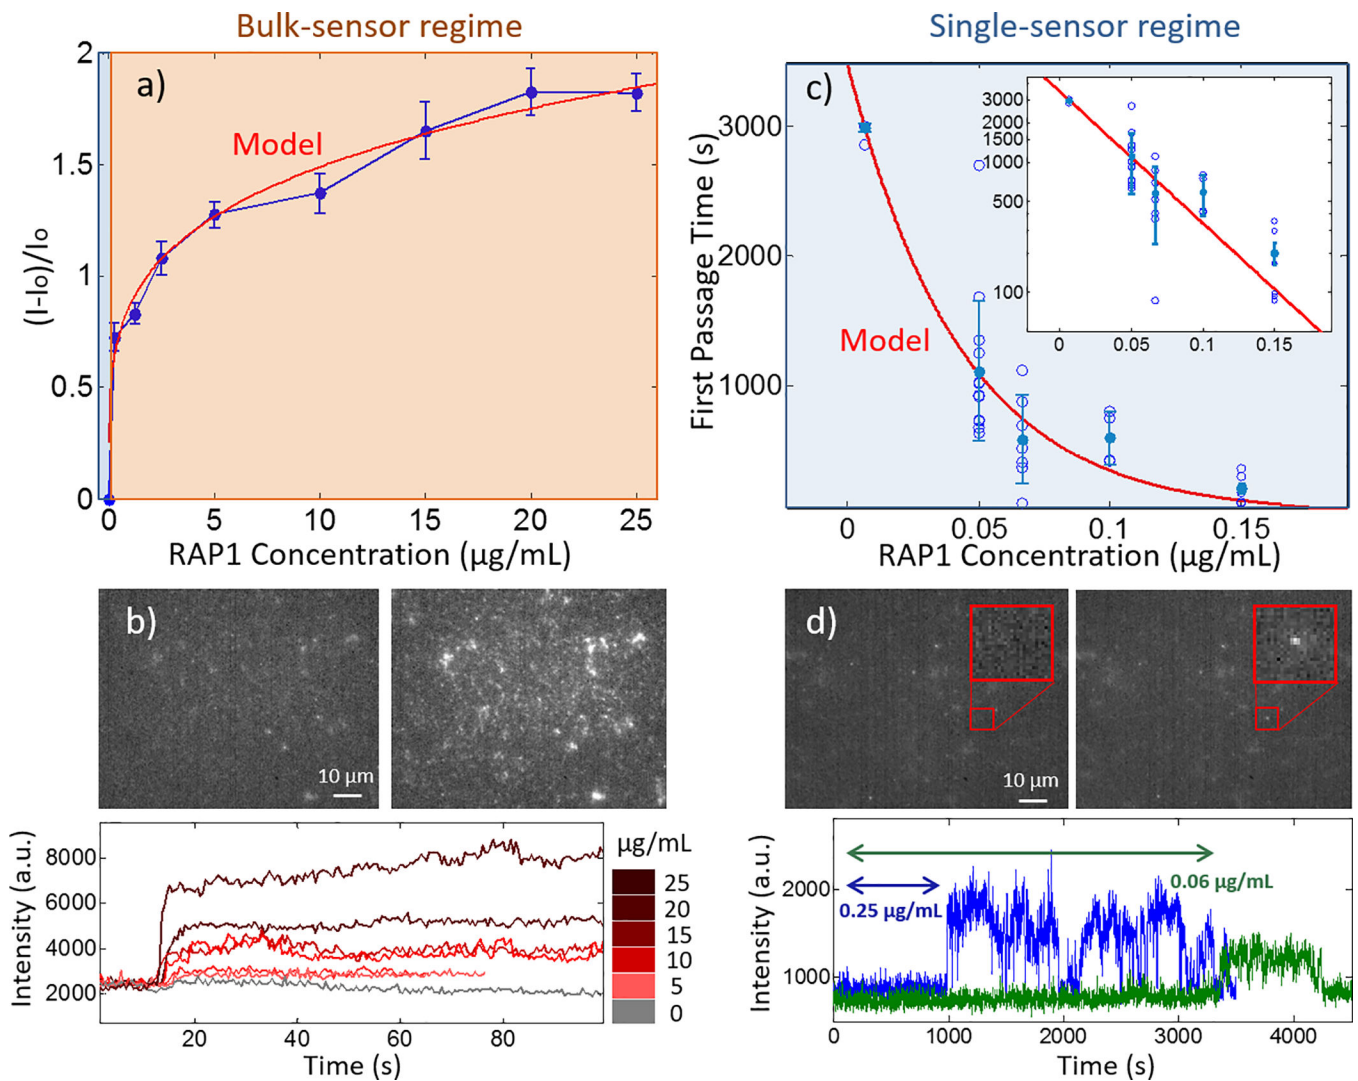 Bulk-sensor regime
Single-sensor regime
a)
Model
(I-I₀)/I₀
2
1.5
1
0.5
0
0 5 10 15 20 25
RAP1 Concentration (µg/mL)
c)
Model
First Passage Time (s)
3000
2000
1000
0 0.05 0.1 0.15
RAP1 Concentration (µg/mL)
3000
2000
1500
1000
500
100
0 0.05 0.1 0.15
b)
10 µm
d)
10 µm
Intensity (a.u.)
8000
6000
4000
2000
20 40 60 80
Time (s)
µg/mL
25
20
15
10
5
0
Intensity (a.u.)
2000
1000
0.06 µg/mL
0.25 µg/mL
0 1000 2000 3000 4000
Time (s)